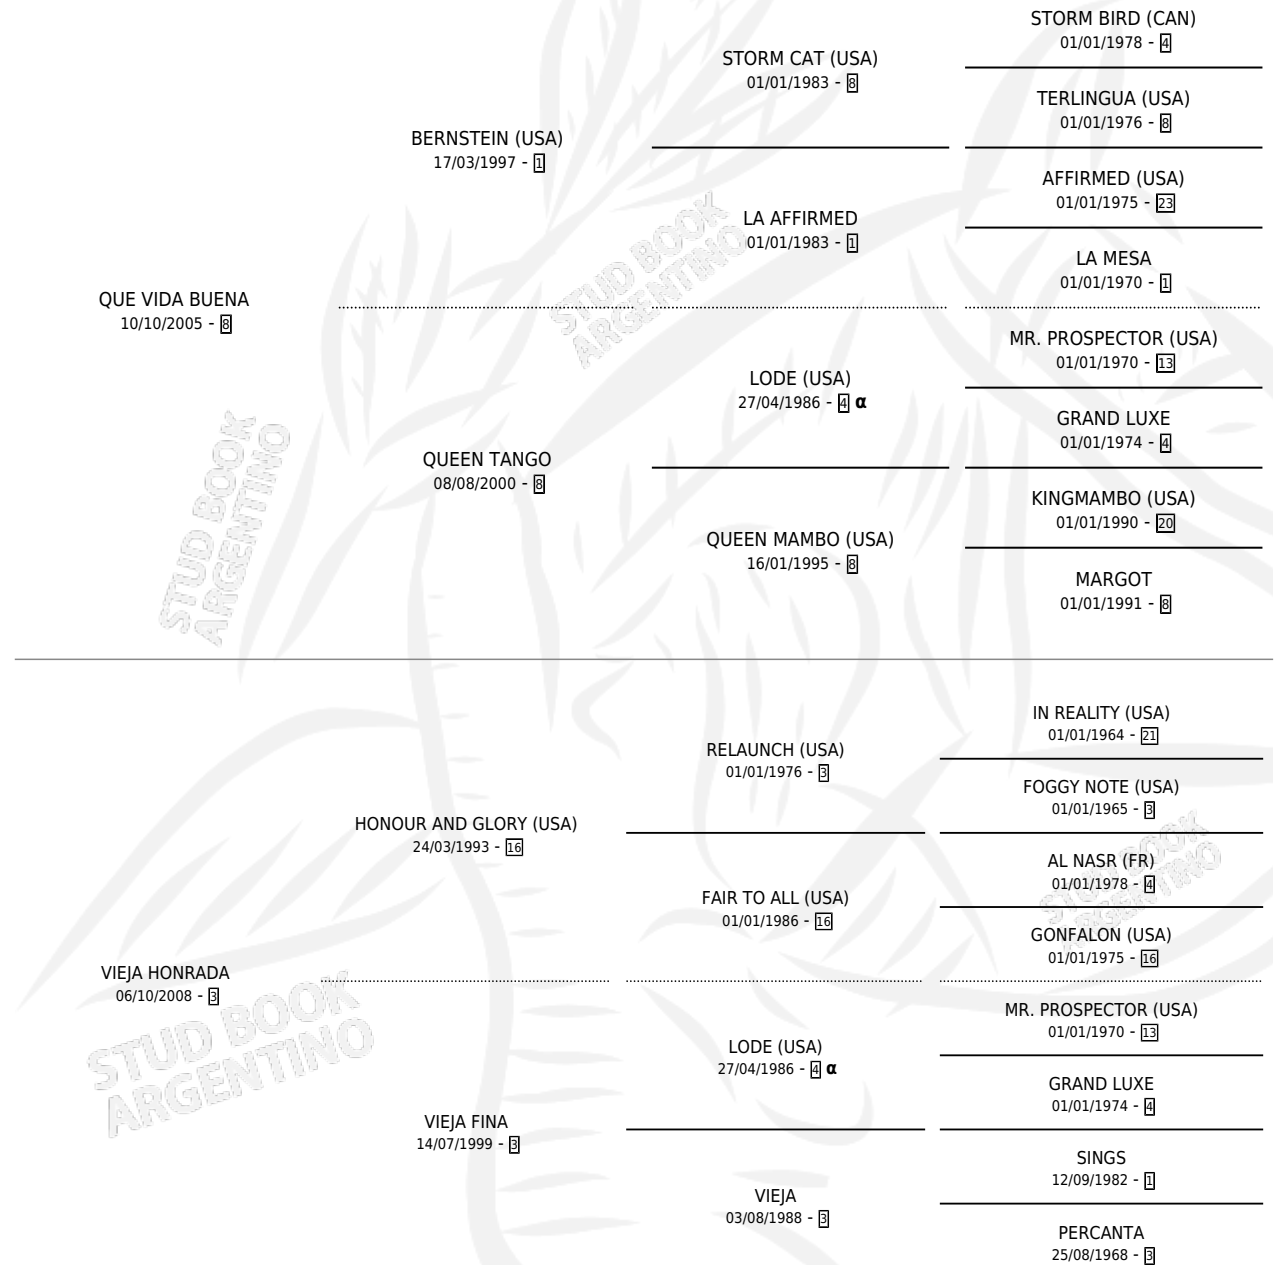 STORM BIRD (CAN)
01/01/1978 - 4
STORM CAT (USA)
01/01/1983 - 8
TERLINGUA (USA)
01/01/1976 - 8
BERNSTEIN (USA)
17/03/1997 - 1
AFFIRMED (USA)
01/01/1975 - 23
LA AFFIRMED
01/01/1983 - 1
LA MESA
01/01/1970 - 1
QUE VIDA BUENA
10/10/2005 - 8
MR. PROSPECTOR (USA)
01/01/1970 - 13
LODE (USA)
27/04/1986 - 4 α
GRAND LUXE
01/01/1974 - 4
QUEEN TANGO
08/08/2000 - 8
KINGMAMBO (USA)
01/01/1990 - 20
QUEEN MAMBO (USA)
16/01/1995 - 8
MARGOT
01/01/1991 - 8
STUD BOOK
ARGENTINO
STUD BOOK
ARGENTINO
IN REALITY (USA)
01/01/1964 - 21
RELAUNCH (USA)
01/01/1976 - 3
FOGGY NOTE (USA)
01/01/1965 - 3
HONOUR AND GLORY (USA)
24/03/1993 - 16
AL NASR (FR)
01/01/1978 - 4
FAIR TO ALL (USA)
01/01/1986 - 16
GONFALON (USA)
01/01/1975 - 16
VIEJA HONRADA
06/10/2008 - 3
MR. PROSPECTOR (USA)
01/01/1970 - 13
LODE (USA)
27/04/1986 - 4 α
GRAND LUXE
01/01/1974 - 4
VIEJA FINA
14/07/1999 - 3
SINGS
12/09/1982 - 1
VIEJA
03/08/1988 - 3
PERCANTA
25/08/1968 - 3
STUD BOOK
ARGENTINO
STUD BOOK
ARGENTINO